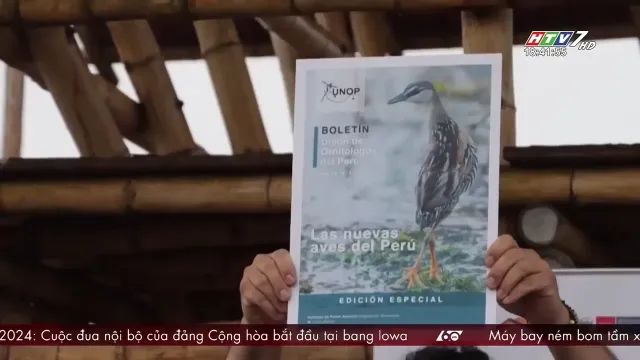 HTV7 HD
18:41:55
UNOP
BOLETÍN
Unión de
Ornitólogos
del Perú
Las nuevas
aves del Perú
EDICIÓN ESPECIAL
2024: Cuộc đua nội bộ của đảng Cộng hòa bắt đầu tại bang Iowa
60
Máy bay ném bom tầm x